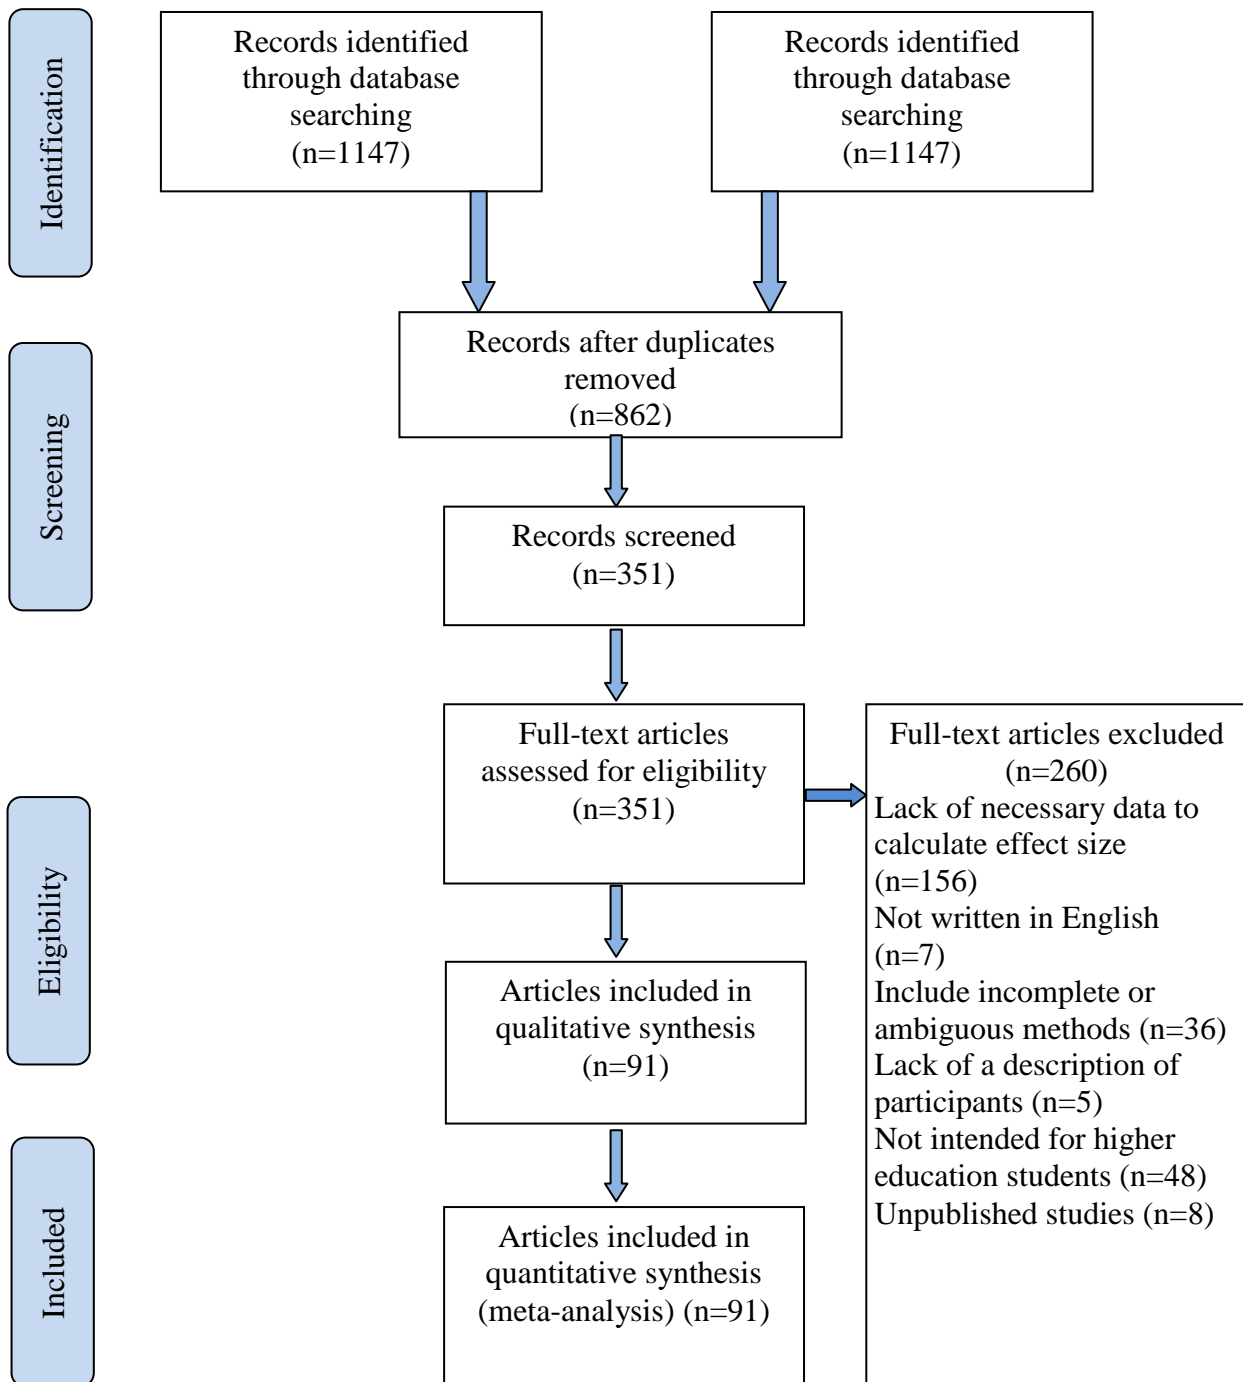 Identification
Records identified
through database
searching
(n=1147)
Records identified
through database
searching
(n=1147)
Screening
Records after duplicates
removed
(n=862)
Records screened
(n=351)
Eligibility
Full-text articles
assessed for eligibility
(n=351)
Full-text articles excluded
(n=260)
Lack of necessary data to
calculate effect size
(n=156)
Not written in English
(n=7)
Include incomplete or
ambiguous methods (n=36)
Lack of a description of
participants (n=5)
Not intended for higher
education students (n=48)
Unpublished studies (n=8)
Articles included in
qualitative synthesis
(n=91)
Included
Articles included in
quantitative synthesis
(meta-analysis) (n=91)